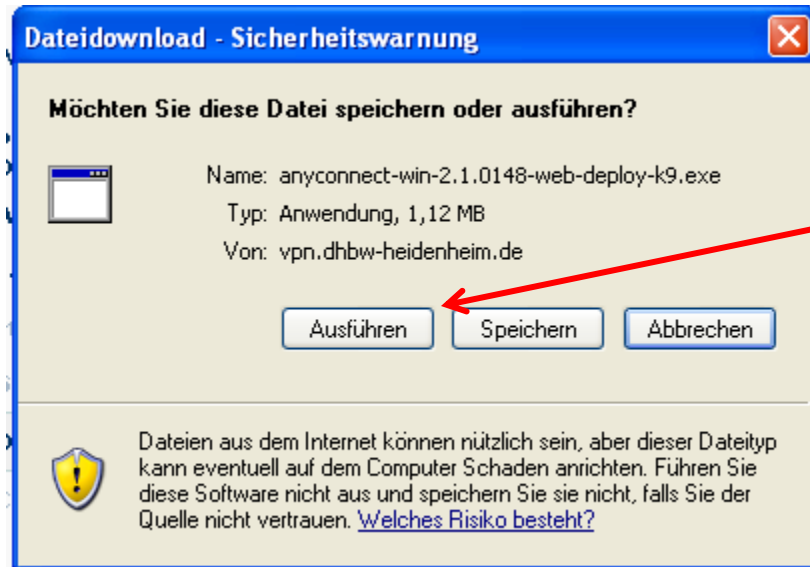 Dateidownload - Sicherheitswarnung
Möchten Sie diese Datei speichern oder ausführen?
Name: anyconnect-win-2.1.0148-web-deploy-k9.exe
Typ: Anwendung, 1,12 MB
Von: vpn.dhbw-heidenheim.de
Ausführen Speichern Abbrechen
Dateien aus dem Internet können nützlich sein, aber dieser Dateityp
kann eventuell auf dem Computer Schaden anrichten. Führen Sie
diese Software nicht aus und speichern Sie sie nicht, falls Sie der
Quelle nicht vertrauen. Welches Risiko besteht?